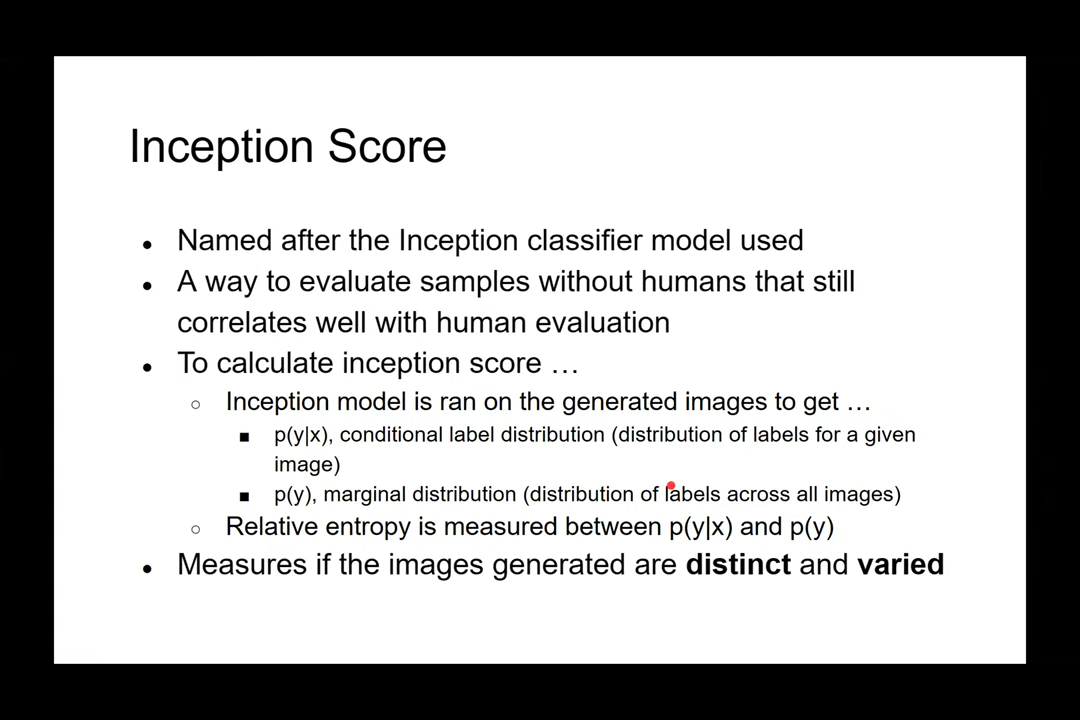 Inception Score
● Named after the Inception classifier model used
● A way to evaluate samples without humans that still
correlates well with human evaluation
● To calculate inception score …
○ Inception model is ran on the generated images to get …
■ p(y|x), conditional label distribution (distribution of labels for a given
image)
■ p(y), marginal distribution (distribution of labels across all images)
○ Relative entropy is measured between p(y|x) and p(y)
● Measures if the images generated are distinct and varied